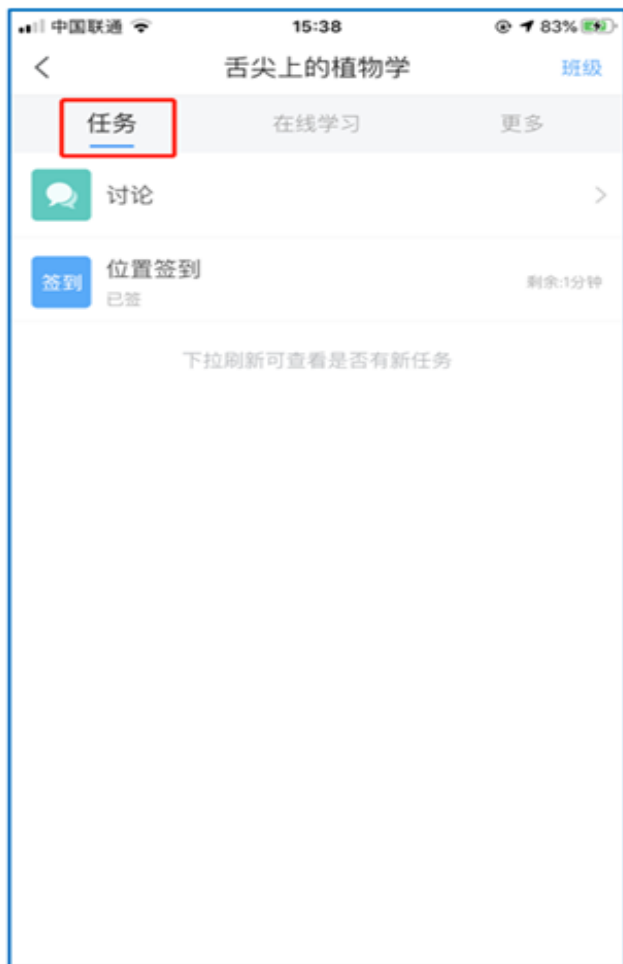 中国联通 15:38 83%
舌尖上的植物学 班级
任务 在线学习 更多
讨论
签到 位置签到
已签 剩余:1分钟
下拉刷新可查看是否有新任务